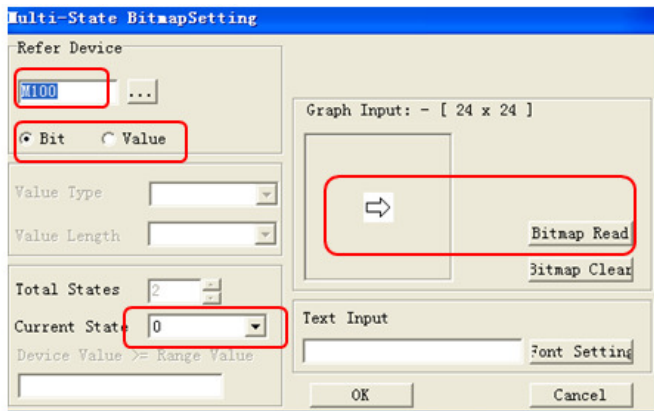 Multi-State BitmapSetting
Refer Device
M100
...
Bit
Value
Value Type
Value Length
Total States
2
Current State
0
Device Value >= Range Value
Graph Input: - [ 24 x 24 ]
Bitmap Read
Bitmap Clear
Text Input
Font Setting
OK
Cancel